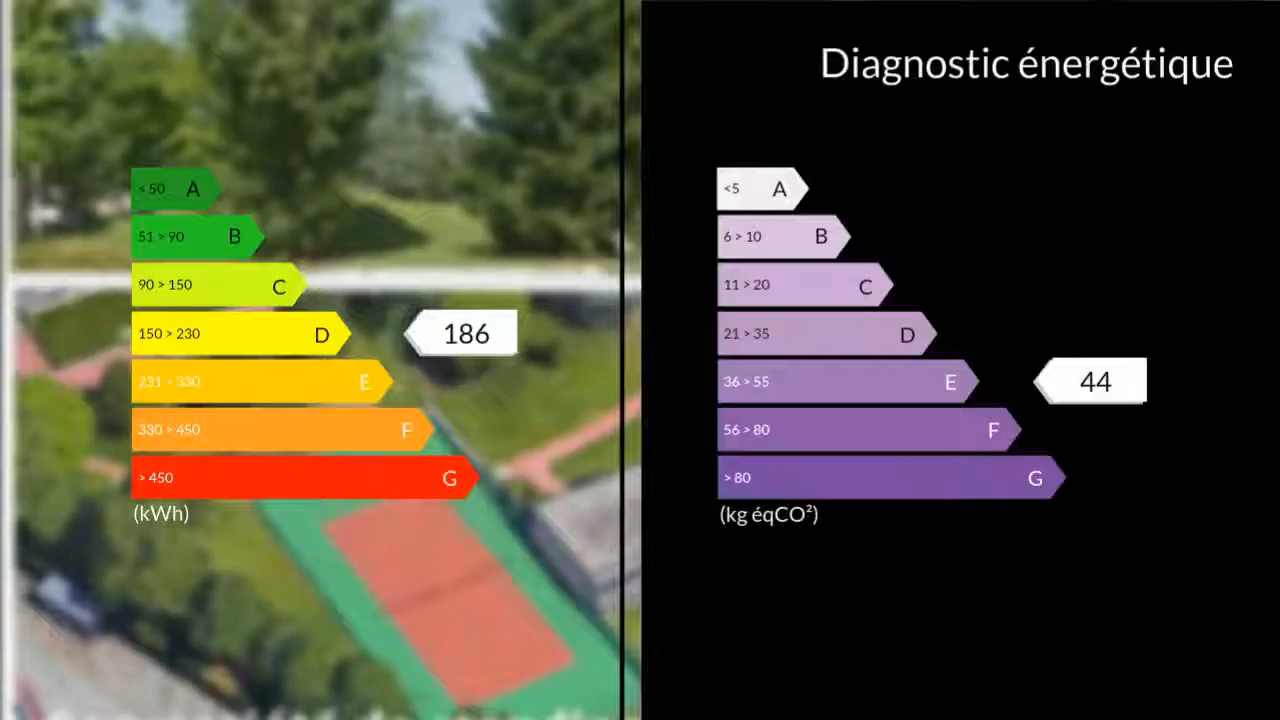 Diagnostic énergétique
< 50 A
51 > 90 B
90 > 150 C
150 > 230 D
186
231 > 330 E
330 > 450 F
> 450 G
(kWh)
<5 A
6 > 10 B
11 > 20 C
21 > 35 D
36 > 55 E
44
56 > 80 F
> 80 G
(kg éqCO²)